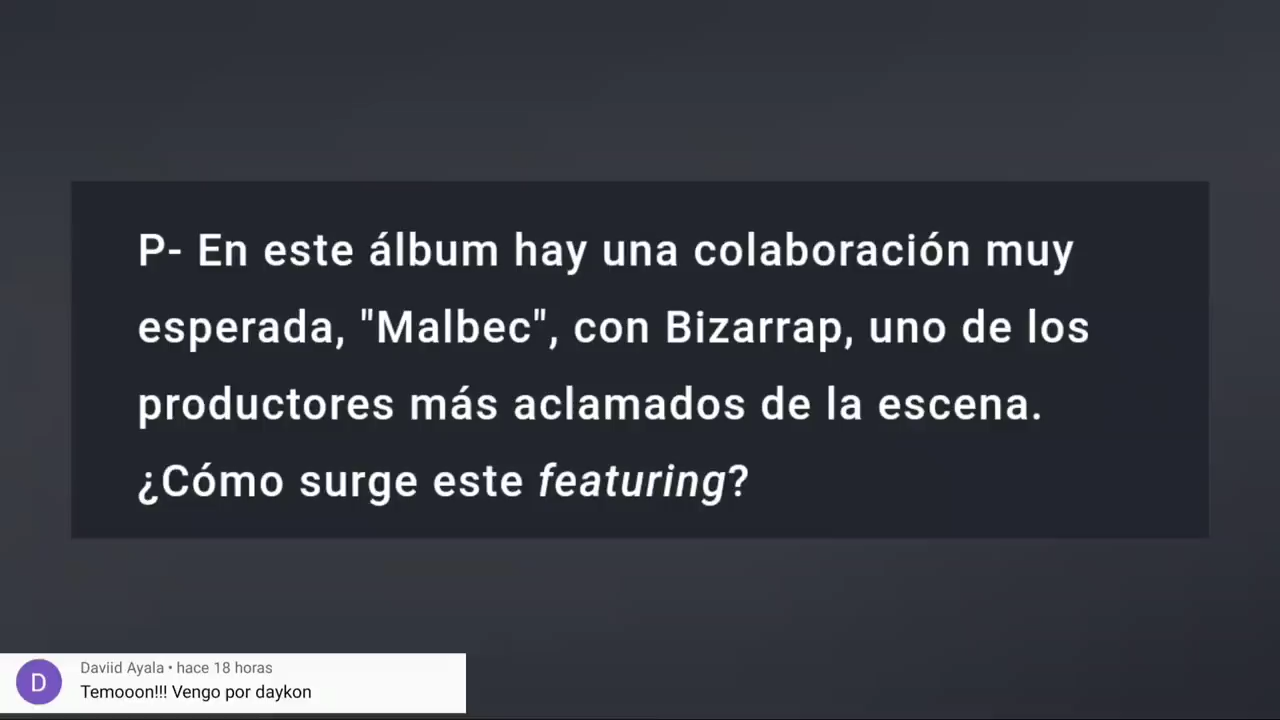 P- En este álbum hay una colaboración muy
esperada, "Malbec", con Bizarrap, uno de los
productores más aclamados de la escena.
¿Cómo surge este featuring?
D
Daviid Ayala • hace 18 horas
Temooon!!! Vengo por daykon